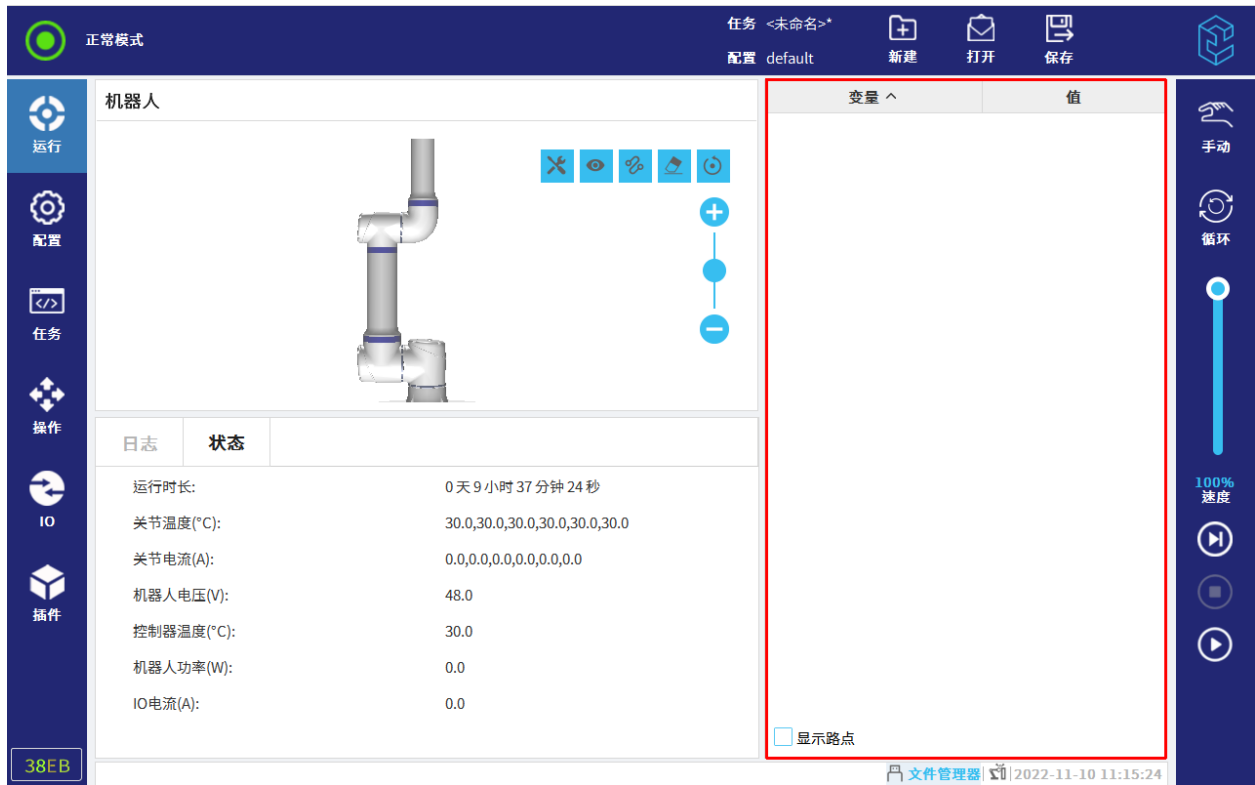 正常模式
任务 <未命名>*
配置 default
新建
打开
保存
运行
配置
任务
操作
IO
插件
38EB
机器人
日志
状态
运行时长: 0 天 9 小时 37 分钟 24 秒
关节温度(°C): 30.0,30.0,30.0,30.0,30.0,30.0
关节电流(A): 0.0,0.0,0.0,0.0,0.0,0.0
机器人电压(V): 48.0
控制器温度(°C): 30.0
机器人功率(W): 0.0
IO电流(A): 0.0
变量 值
显示路点
手动
循环
100%
速度
文件管理器 2022-11-10 11:15:24